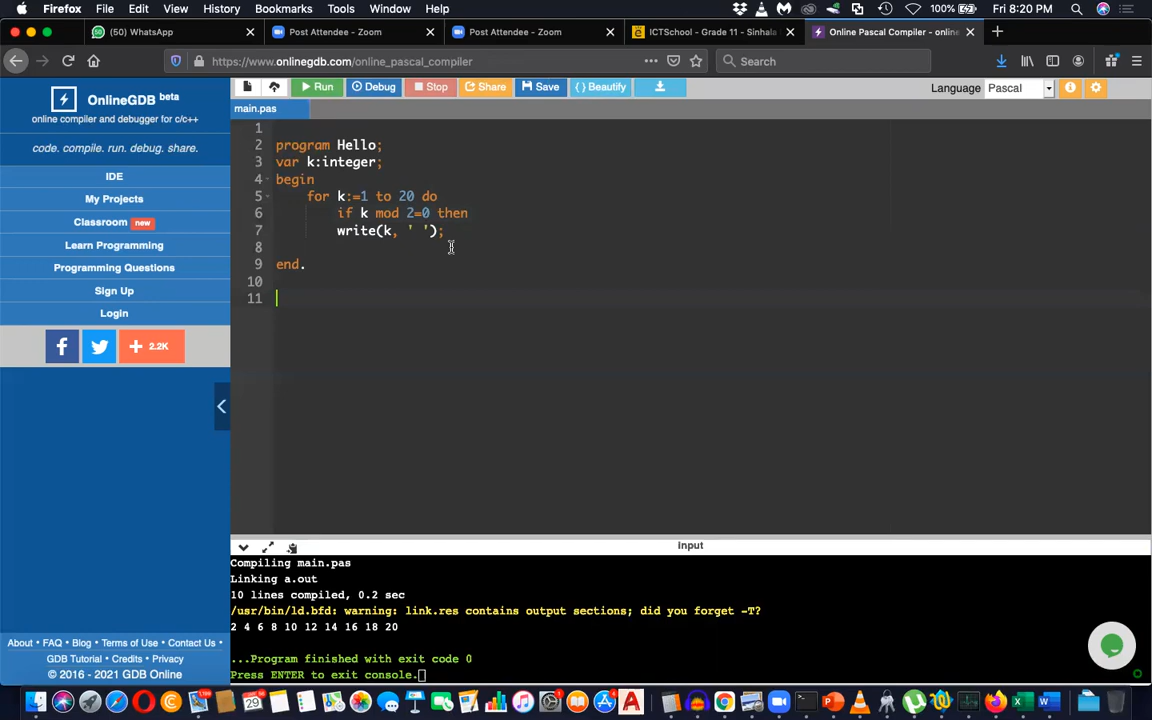 Firefox File Edit View History Bookmarks Tools Window Help 100% Fri 8:20 PM
(50) WhatsApp Post Attendee - Zoom Post Attendee - Zoom ICTSchool - Grade 11 - Sinhala Online Pascal Compiler - online
https://www.onlinegdb.com/online_pascal_compiler Search
OnlineGDB beta
online compiler and debugger for c/c++
code. compile. run. debug. share.
IDE
My Projects
Classroom new
Learn Programming
Programming Questions
Sign Up
Login
2.2K
About • FAQ • Blog • Terms of Use • Contact Us •
GDB Tutorial • Credits • Privacy
© 2016 - 2021 GDB Online
Run Debug Stop Share Save { } Beautify Language Pascal
main.pas
1
2 program Hello;
3 var k:integer;
4 begin
5 for k:=1 to 20 do
6 if k mod 2=0 then
7 write(k, ' ');
8
9 end.
10
11
input
Compiling main.pas
Linking a.out
10 lines compiled, 0.2 sec
/usr/bin/ld.bfd: warning: link.res contains output sections; did you forget -T?
2 4 6 8 10 12 14 16 18 20
...Program finished with exit code 0
Press ENTER to exit console.